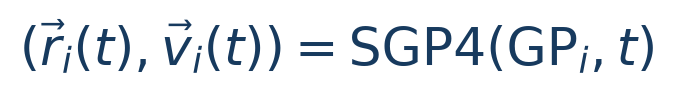 (r⃗ᵢ(t), v⃗ᵢ(t)) = SGP4(GPᵢ, t)